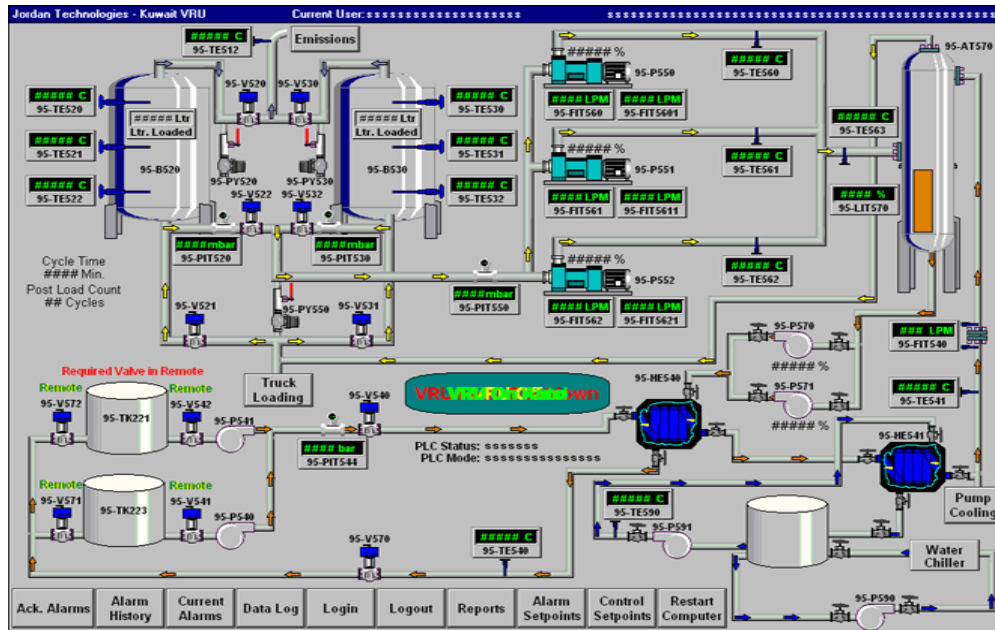 Jordan Technologies - Kuwait VRU
Current User: s s s s s s s s s s s s s s s s s s s s
s s s s s s s s s s s s s s s s s s s s s s s s s s s s s s s s s s s s s s s
##### C
95-TE512
Emissions
95-V520
95-V530
##### C
95-TE520
##### C
95-TE521
##### C
95-TE522
##### Ltr
Ltr. Loaded
95-B520
95-PY520
95-PY530
##### Ltr
Ltr. Loaded
95-B530
##### C
95-TE530
##### C
95-TE531
##### C
95-TE532
95-V522
95-V532
####mbar
95-PIT520
####mbar
95-PIT530
##### %
95-P550
#### LPM
95-FIT560
#### LPM
95-FIT5601
##### C
95-TE560
95-P551
##### %
#### LPM
95-FIT561
#### LPM
95-FIT5611
##### C
95-TE561
##### %
95-P552
#### LPM
95-FIT562
#### LPM
95-FIT5621
##### C
95-TE562
95-AT570
##### C
95-TE563
#### %
95-LIT570
####mbar
95-PIT550
Cycle Time
#### Min.
Post Load Count
## Cycles
95-V521
95-PY550
95-V531
Truck
Loading
95-P570
##### %
95-P571
##### %
### LPM
95-FIT540
##### C
95-TE541
Required Valve in Remote
Remote
95-V572
95-TK221
Remote
95-V542
95-P541
Remote
95-V571
95-TK223
Remote
95-V541
95-P540
95-V540
#### bar
95-PIT544
PLC Status: s s s s s s s
PLC Mode: s s s s s s s s s s s s s s s
95-HE540
95-HE541
##### C
95-TE590
95-P591
Pump
Cooling
Water
Chiller
95-P590
##### C
95-TE540
95-V570
Ack. Alarms
Alarm
History
Current
Alarms
Data Log
Login
Logout
Reports
Alarm
Setpoints
Control
Setpoints
Restart
Computer